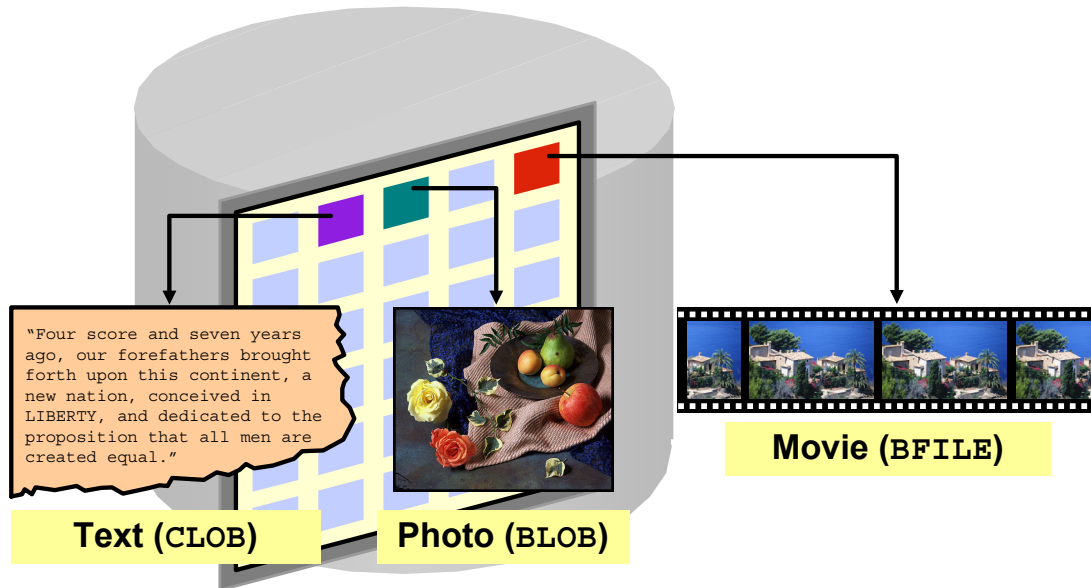 “Four score and seven years
ago, our forefathers brought
forth upon this continent, a
new nation, conceived in
LIBERTY, and dedicated to the
proposition that all men are
created equal.”
Text (CLOB)
Photo (BLOB)
Movie (BFILE)